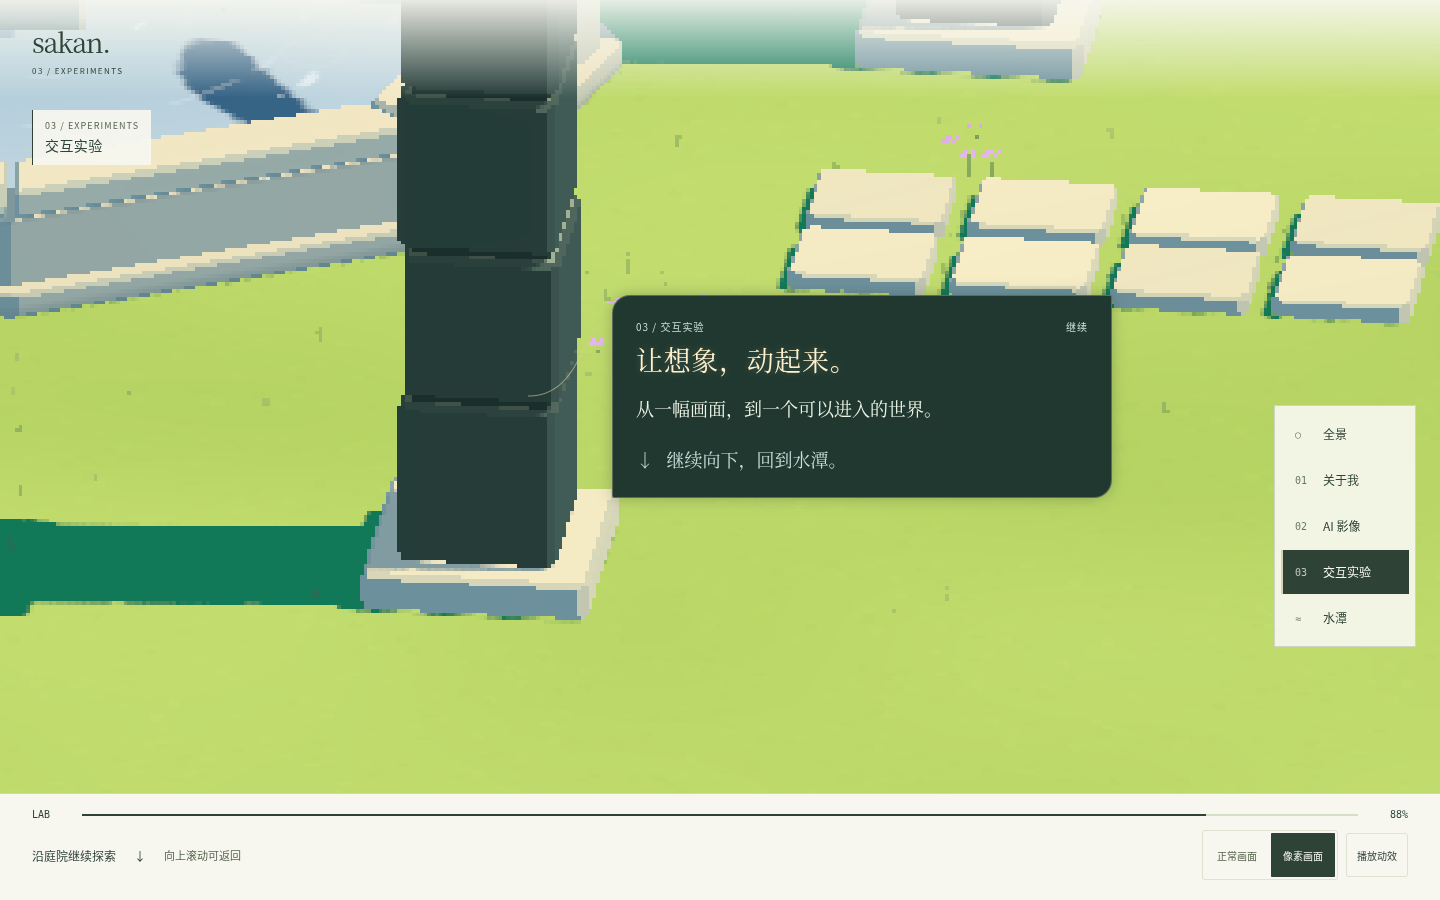 sakan.
03 / EXPERIMENTS
03 / EXPERIMENTS
交互实验
03 / 交互实验
继续
让想象，动起来。
从一幅画面，到一个可以进入的世界。
↓ 继续向下，回到水潭。
○ 全景
01 关于我
02 AI 影像
03 交互实验
≈ 水潭
LAB
88%
沿庭院继续探索 ↓ 向上滚动可返回
正常画面 像素画面 播放动效